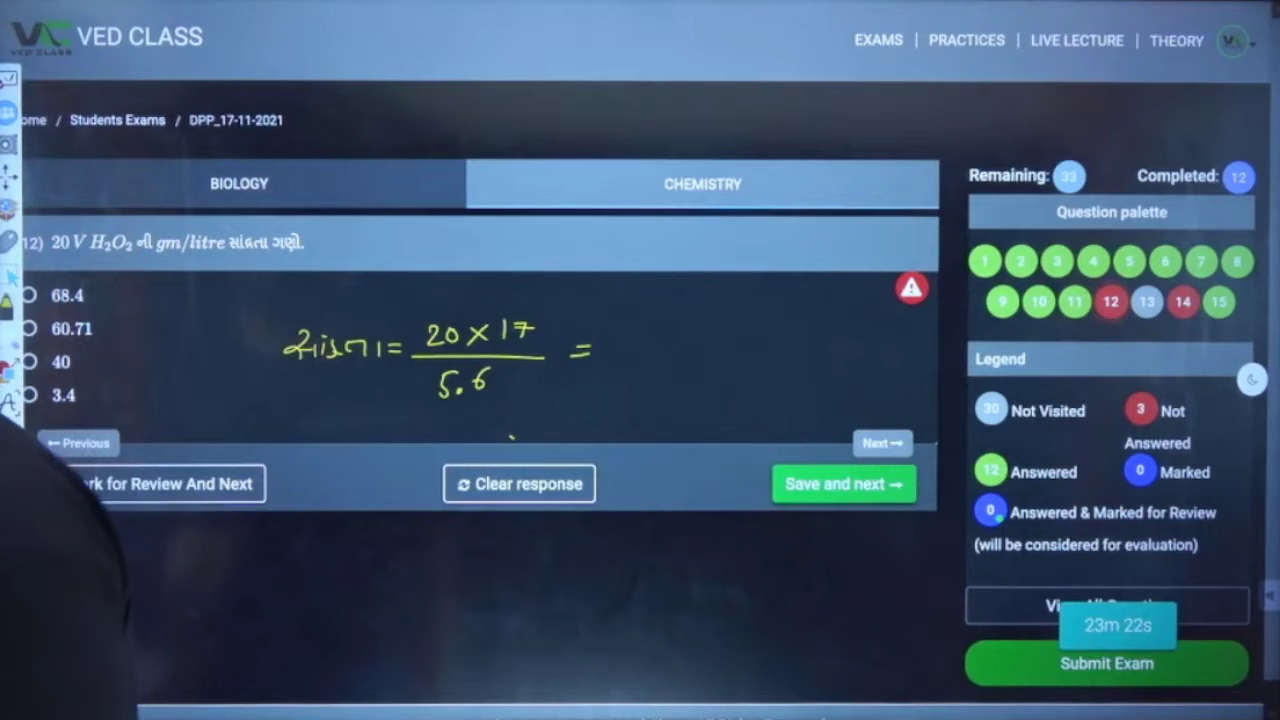 VED CLASS
VED CLASS
EXAMS | PRACTICES | LIVE LECTURE | THEORY
ome / Students Exams / DPP_17-11-2021
BIOLOGY
CHEMISTRY
12) 20 V H₂O₂ ની gm/litre સાંદ્રતા ગણો.
68.4
60.71
40
3.4
સાંદ્રતા = 20 × 17 / 5.6 =
← Previous
Next →
rk for Review And Next
Clear response
Save and next →
Remaining: 33
Completed: 12
Question palette
1 2 3 4 5 6 7 8
9 10 11 12 13 14 15
Legend
30 Not Visited
3 Not Answered
12 Answered
0 Marked
0 Answered & Marked for Review
(will be considered for evaluation)
23m 22s
Submit Exam